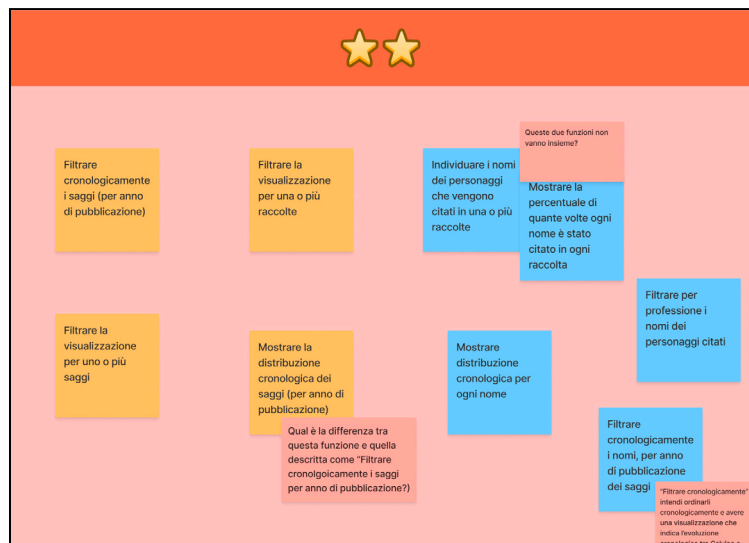 Filtrare
cronologicamente
i saggi (per anno
di pubblicazione)
Filtrare la
visualizzazione
per una o più
raccolte
Individuare i nomi
dei personaggi
che vengono
citati in una o più
raccolte
Queste due funzioni non
vanno insieme?
Mostrare la
percentuale di
quante volte ogni
nome è stato
citato in ogni
raccolta
Filtrare per
professione i
nomi dei
personaggi citati
Filtrare la
visualizzazione
per uno o più
saggi
Mostrare la
distribuzione
cronologica dei
saggi (per anno di
pubblicazione)
Qual è la differenza tra
questa funzione e quella
descritta come "Filtrare
cronolgoicamente i saggi
per anno di pubblicazione?)
Mostrare
distribuzione
cronologica per
ogni nome
Filtrare
cronologicamente
i nomi, per anno
di pubblicazione
dei saggi
"Filtrare cronologicamente"
intendi ordinarli
cronologicamente e avere
una visualizzazione che
indica l'evoluzione